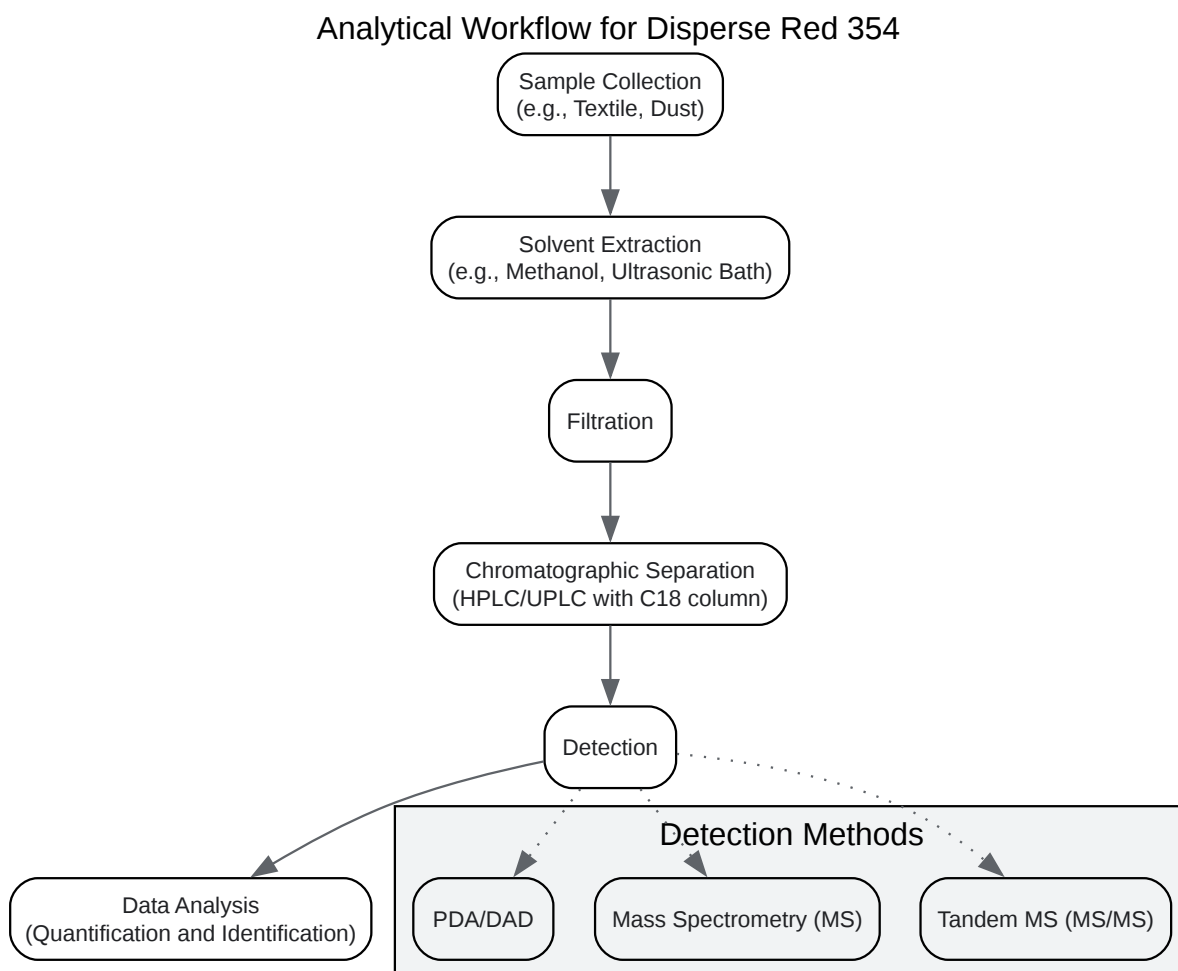 Analytical Workflow for Disperse Red 354
Sample Collection
(e.g., Textile, Dust)
Solvent Extraction
(e.g., Methanol, Ultrasonic Bath)
Filtration
Chromatographic Separation
(HPLC/UPLC with C18 column)
Detection
Detection Methods
Data Analysis
(Quantification and Identification)
PDA/DAD
Mass Spectrometry (MS)
Tandem MS (MS/MS)